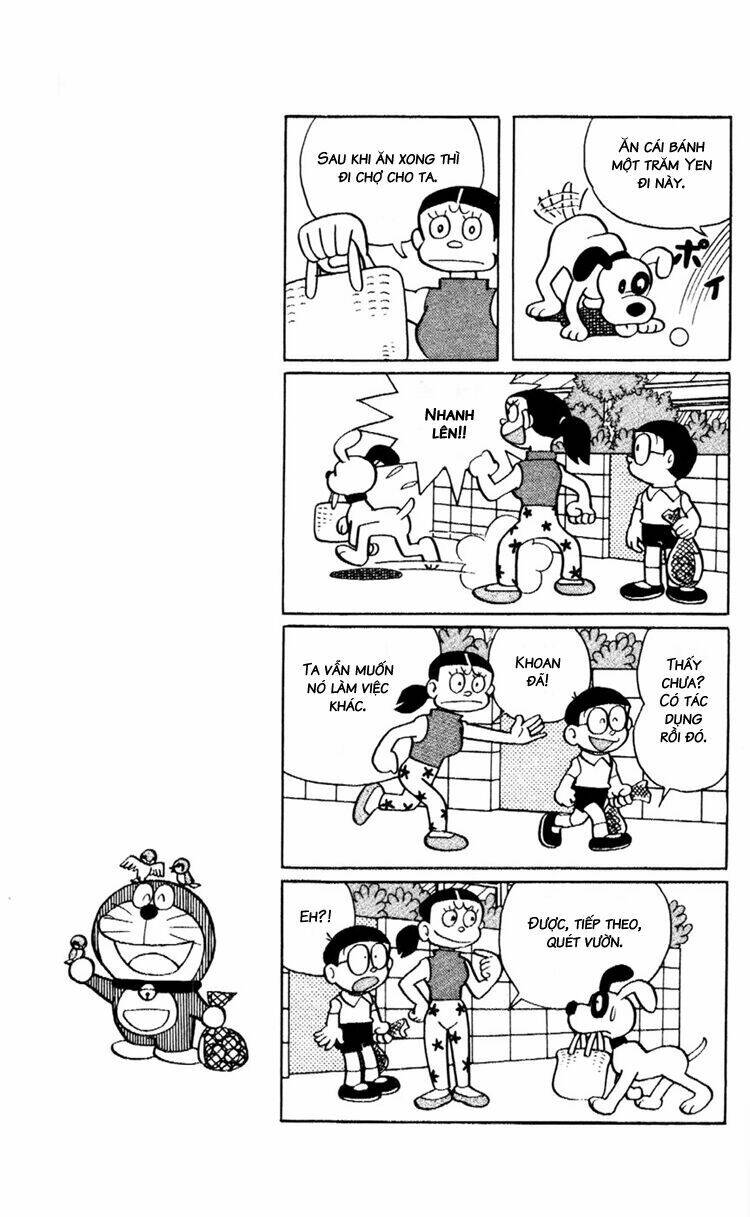 ĂN CÁI BÁNH
MỘT TRĂM YEN
ĐI NÀY.
ポ
イ
SAU KHI ĂN XONG THÌ
ĐI CHỢ CHO TA.
NHANH
LÊN!!
THẤY
CHƯA?
CÓ TÁC
DỤNG
RỒI ĐÓ.
KHOAN
ĐÃ!
TA VẪN MUỐN
NÓ LÀM VIỆC
KHÁC.
ĐƯỢC, TIẾP THEO,
QUÉT VƯỜN.
EH?!